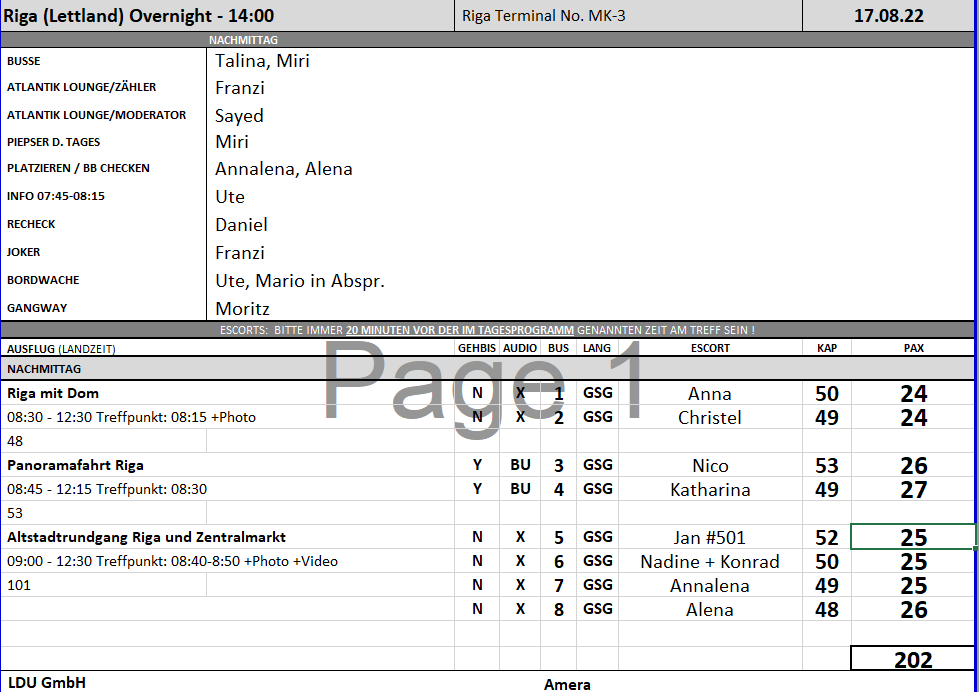 Riga (Lettland) Overnight - 14:00 Riga Terminal No. MK-3 17.08.22
NACHMITTAG
BUSSE Talina, Miri
ATLANTIK LOUNGE/ZÄHLER Franzi
ATLANTIK LOUNGE/MODERATOR Sayed
PIEPSER D. TAGES Miri
PLATZIEREN / BB CHECKEN Annalena, Alena
INFO 07:45-08:15 Ute
RECHECK Daniel
JOKER Franzi
BORDWACHE Ute, Mario in Abspr.
GANGWAY Moritz
ESCORTS: BITTE IMMER 20 MINUTEN VOR DER IM TAGESPROGRAMM GENANNTEN ZEIT AM TREFF SEIN !
AUSFLUG (LANDZEIT) GEHBIS AUDIO BUS LANG ESCORT KAP PAX
NACHMITTAG
Page 1
Riga mit Dom N X 1 GSG Anna 50 24
08:30 - 12:30 Treffpunkt: 08:15 +Photo N X 2 GSG Christel 49 24
48
Panoramafahrt Riga Y BU 3 GSG Nico 53 26
08:45 - 12:15 Treffpunkt: 08:30 Y BU 4 GSG Katharina 49 27
53
Altstadtrundgang Riga und Zentralmarkt N X 5 GSG Jan #501 52 25
09:00 - 12:30 Treffpunkt: 08:40-8:50 +Photo +Video N X 6 GSG Nadine + Konrad 50 25
101 N X 7 GSG Annalena 49 25
N X 8 GSG Alena 48 26
202
LDU GmbH Amera